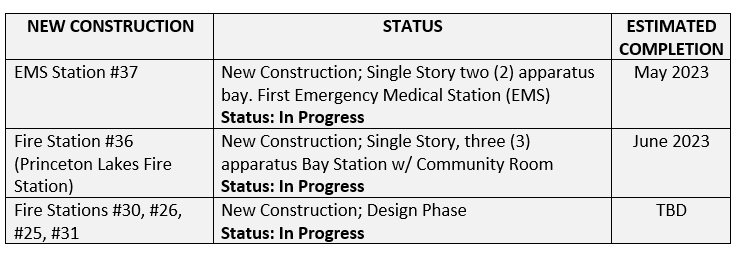 NEW CONSTRUCTION STATUS ESTIMATED COMPLETION
EMS Station #37
New Construction; Single Story two (2) apparatus
bay. First Emergency Medical Station (EMS)
Status: In Progress
May 2023
Fire Station #36
(Princeton Lakes Fire
Station)
New Construction; Single Story, three (3)
apparatus Bay Station w/ Community Room
Status: In Progress
June 2023
Fire Stations #30, #26,
#25, #31
New Construction; Design Phase
Status: In Progress
TBD